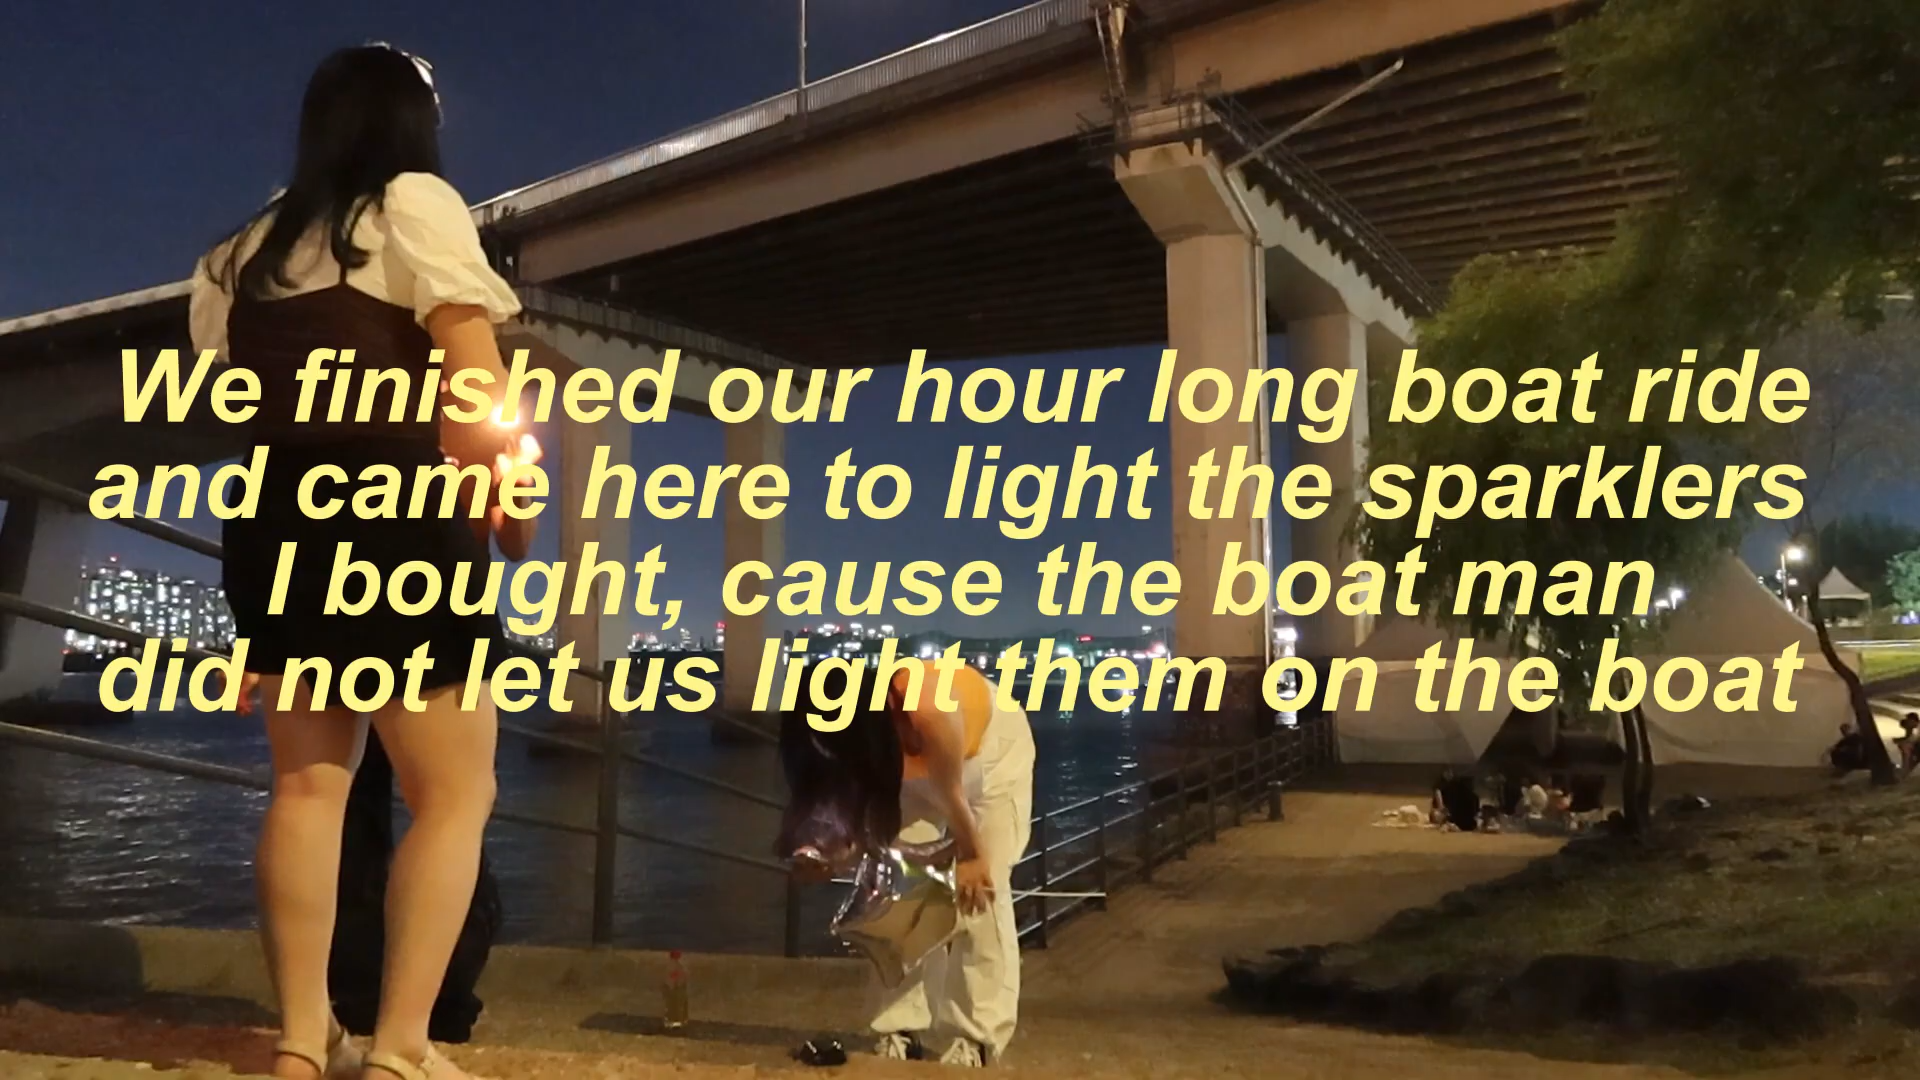 We finished our hour long boat ride
and came here to light the sparklers
I bought, cause the boat man
did not let us light them on the boat